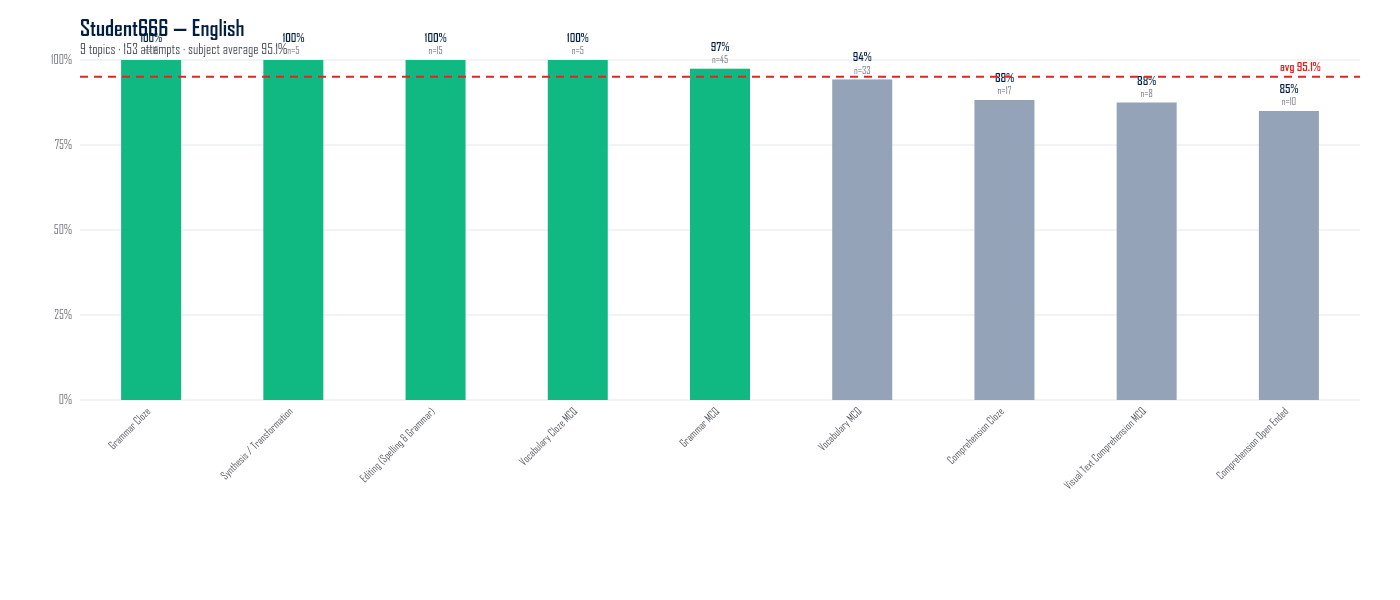 Student666 — English
9 topics · 153 attempts · subject average 95.1%
100%
75%
50%
25%
0%
100%
100%
n=5
100%
n=15
100%
n=5
97%
n=45
94%
n=33
88%
n=17
88%
n=8
85%
n=10
avg 95.1%
Grammar Cloze
Synthesis / Transformation
Editing (Spelling & Grammar)
Vocabulary Cloze MCQ
Grammar MCQ
Vocabulary MCQ
Comprehension Cloze
Visual Text Comprehension MCQ
Comprehension Open Ended